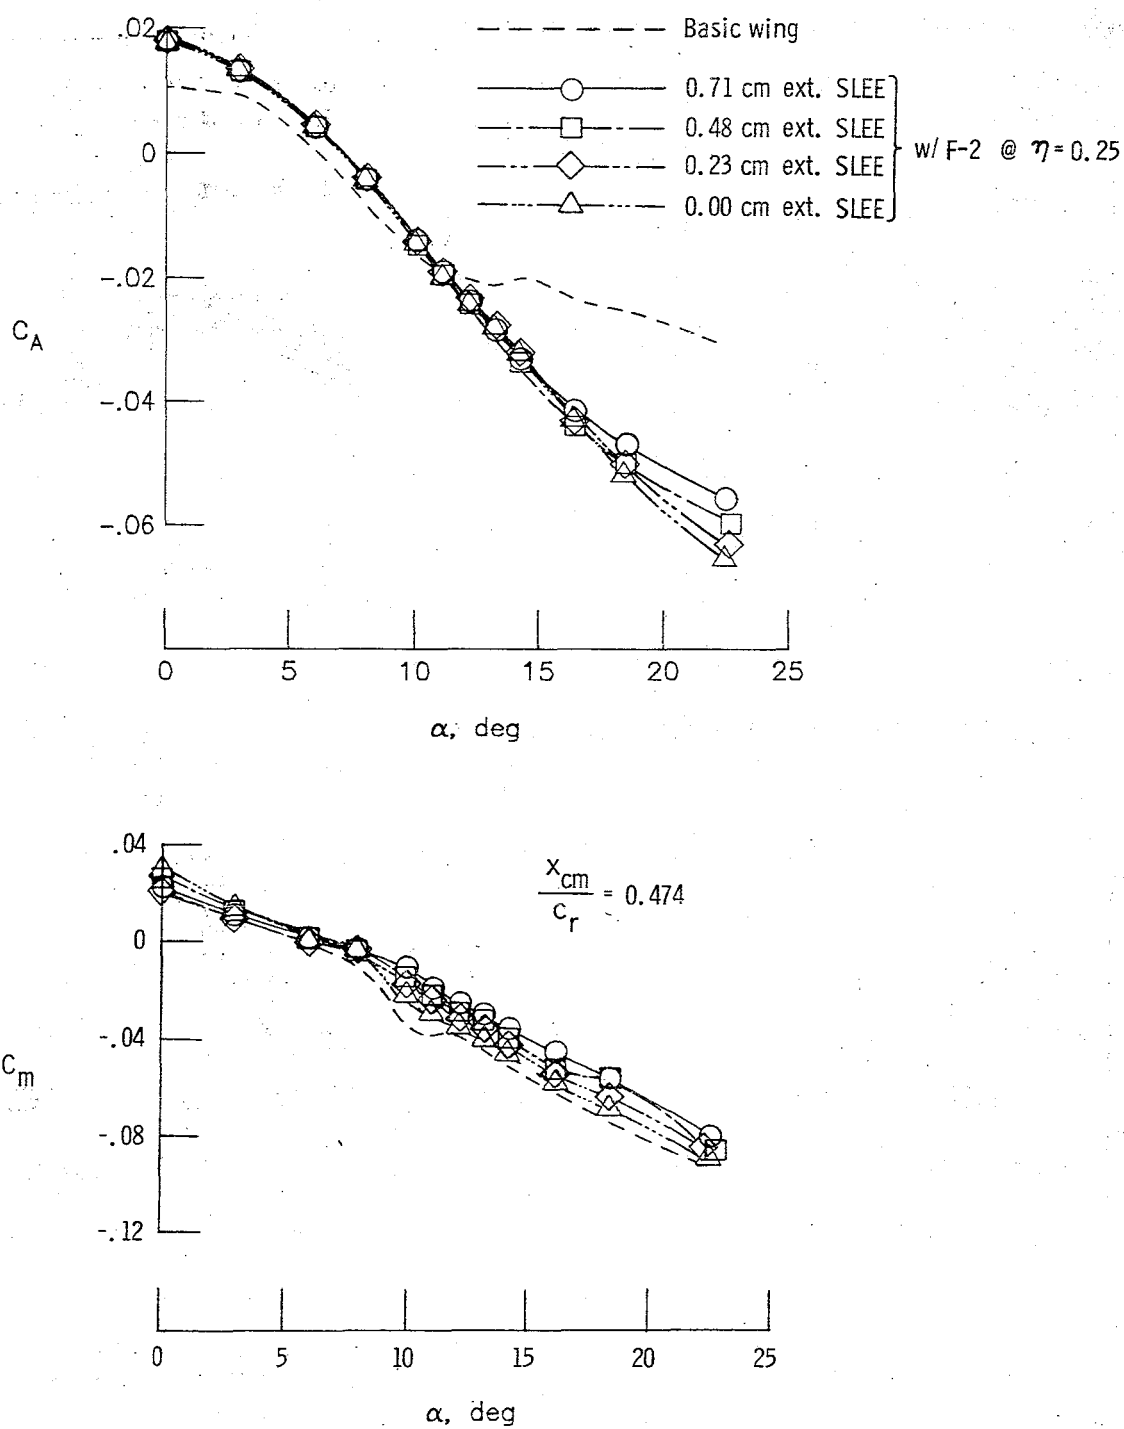 Basic wing
0.71 cm ext. SLEE
0.48 cm ext. SLEE
0.23 cm ext. SLEE
0.00 cm ext. SLEE
w/ F-2 @ η = 0.25
.02
0
-.02
-.04
-.06
C_A
0 5 10 15 20 25
α, deg
.04
0
-.04
-.08
-.12
C_m
x_cm / c_r = 0.474
0 5 10 15 20 25
α, deg